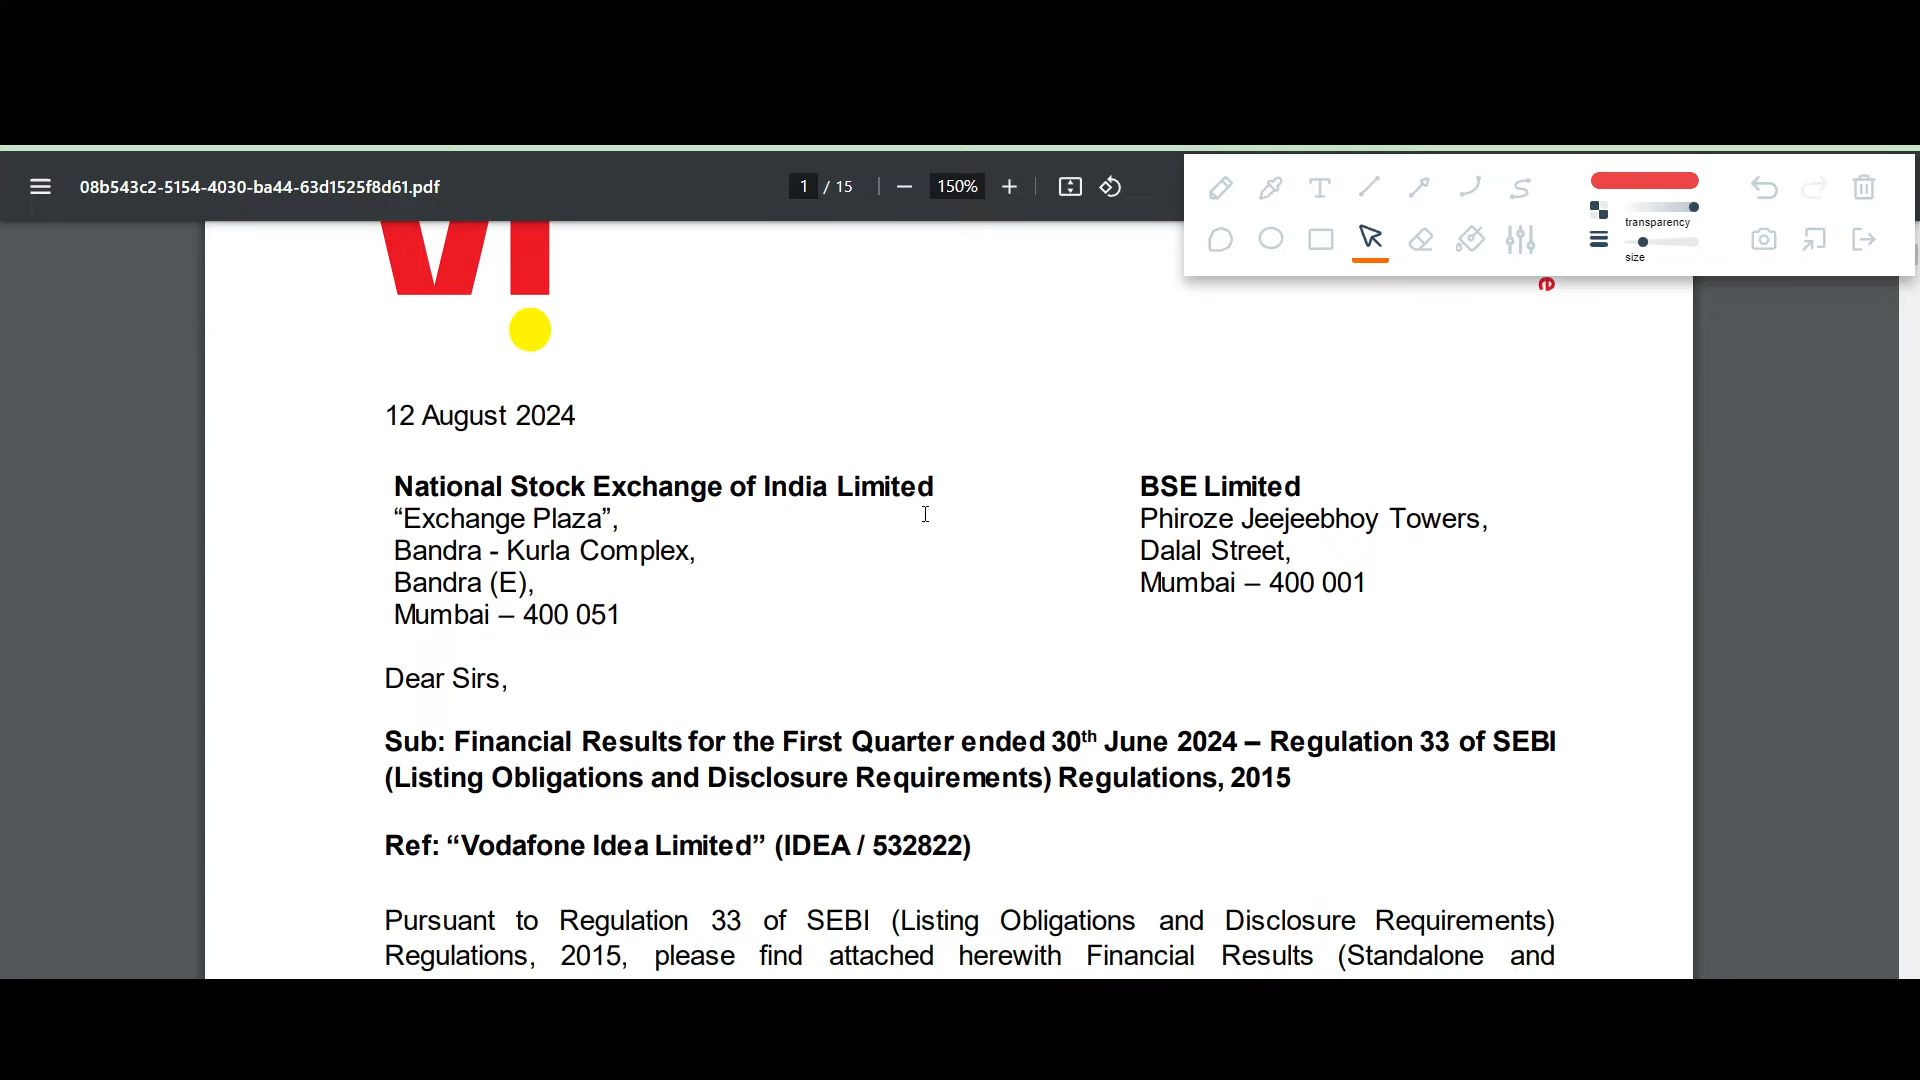 08b543c2-5154-4030-ba44-63d1525f8d61.pdf
1 / 15
150%
transparency
size
VI
e
12 August 2024
National Stock Exchange of India Limited
“Exchange Plaza”,
Bandra - Kurla Complex,
Bandra (E),
Mumbai – 400 051
BSE Limited
Phiroze Jeejeebhoy Towers,
Dalal Street,
Mumbai – 400 001
Dear Sirs,
Sub: Financial Results for the First Quarter ended 30th June 2024 – Regulation 33 of SEBI
(Listing Obligations and Disclosure Requirements) Regulations, 2015
Ref: “Vodafone Idea Limited” (IDEA / 532822)
Pursuant to Regulation 33 of SEBI (Listing Obligations and Disclosure Requirements)
Regulations, 2015, please find attached herewith Financial Results (Standalone and